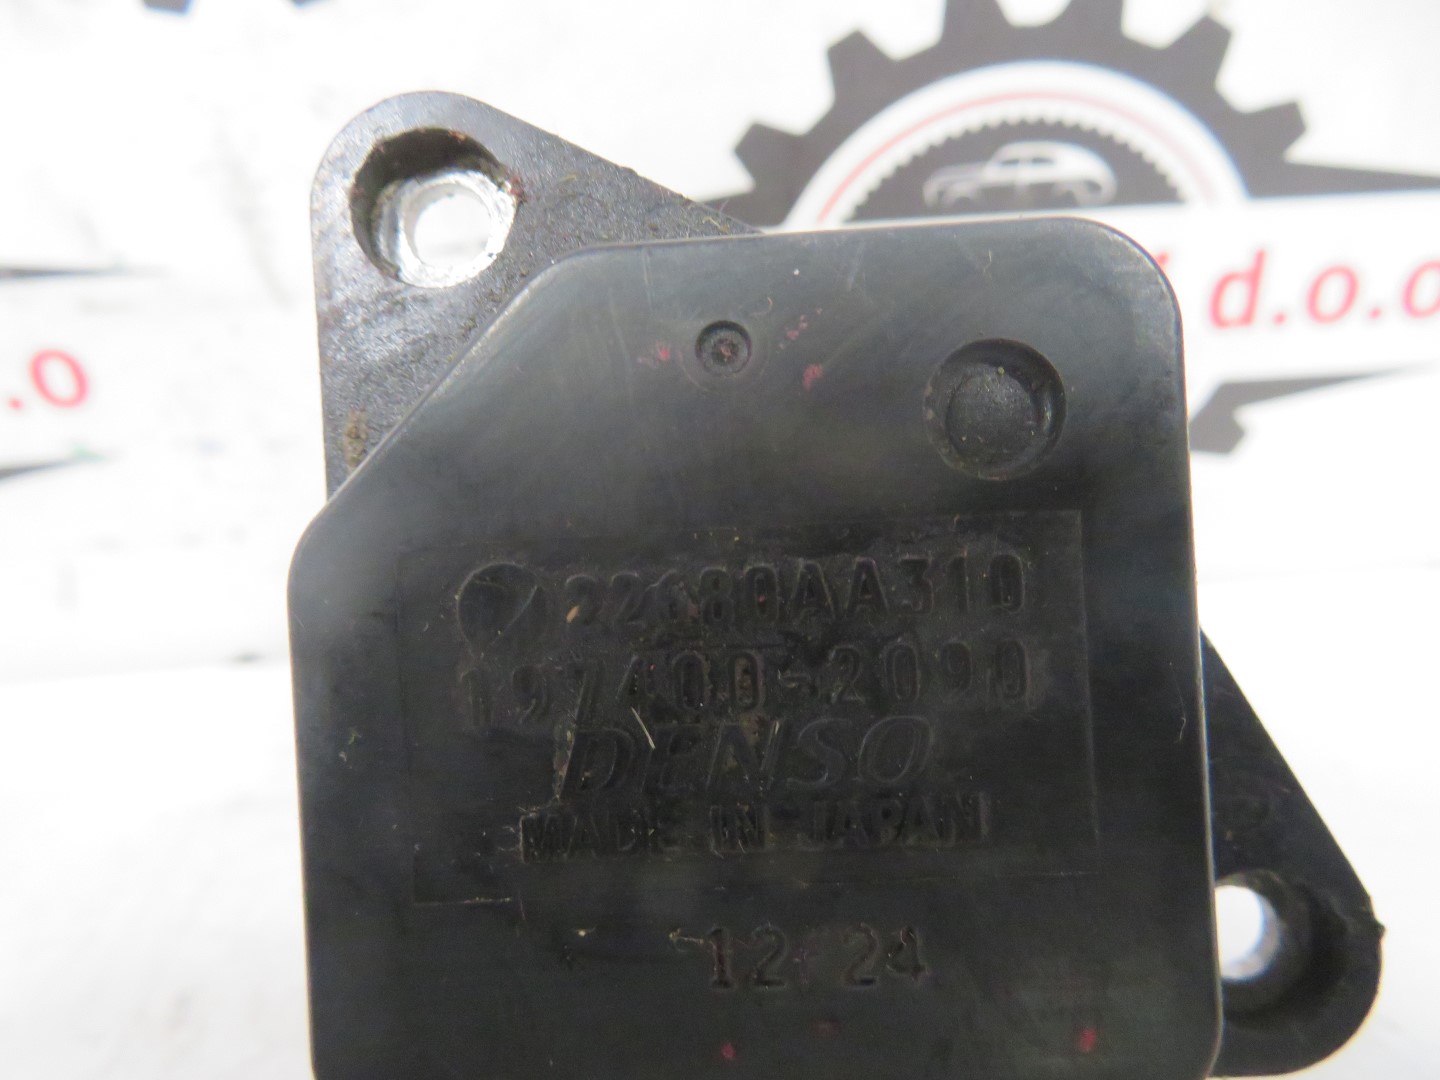 d.o.o
.o
22680AA310
197400-2090
DENSO
MADE IN JAPAN
12 24